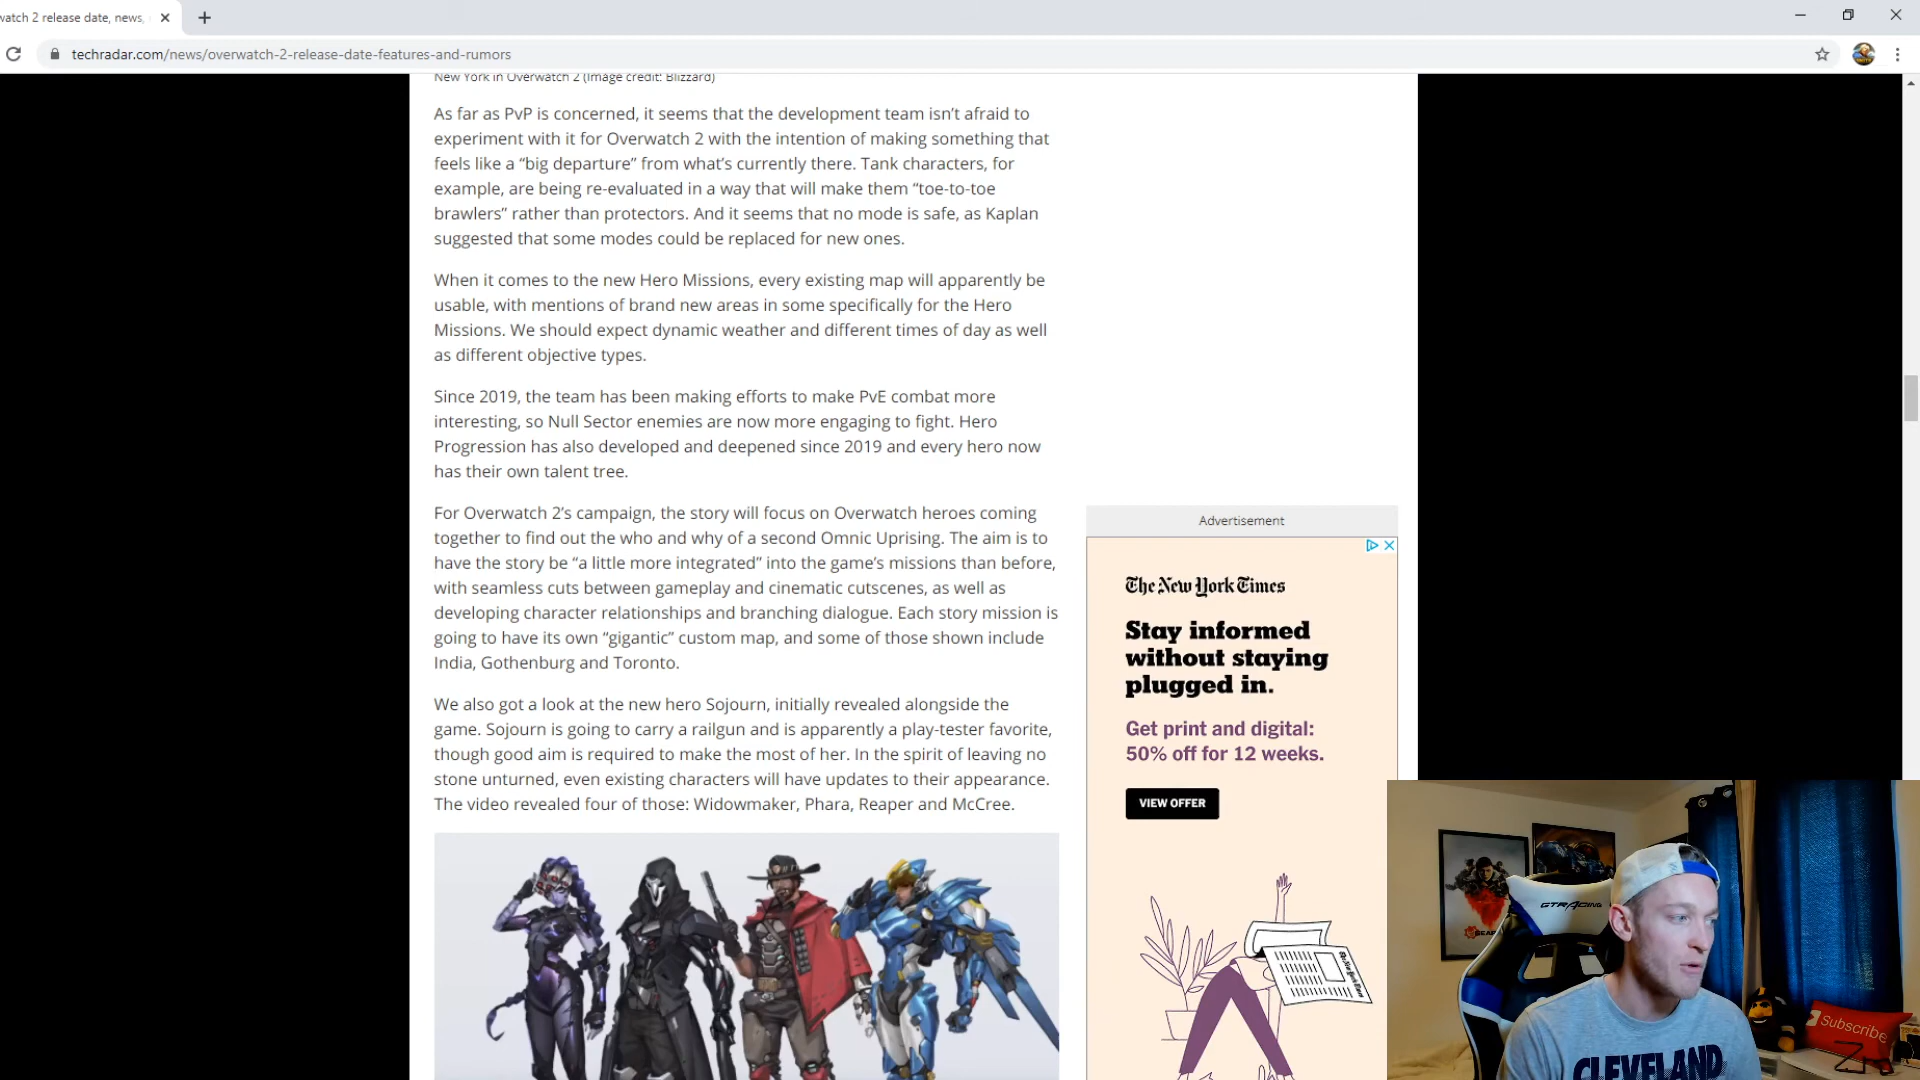 watch 2 release date, news,
techradar.com/news/overwatch-2-release-date-features-and-rumors
New York in Overwatch 2 (Image credit: Blizzard)
As far as PvP is concerned, it seems that the development team isn’t afraid to
experiment with it for Overwatch 2 with the intention of making something that
feels like a “big departure” from what’s currently there. Tank characters, for
example, are being re-evaluated in a way that will make them “toe-to-toe
brawlers” rather than protectors. And it seems that no mode is safe, as Kaplan
suggested that some modes could be replaced for new ones.
When it comes to the new Hero Missions, every existing map will apparently be
usable, with mentions of brand new areas in some specifically for the Hero
Missions. We should expect dynamic weather and different times of day as well
as different objective types.
Since 2019, the team has been making efforts to make PvE combat more
interesting, so Null Sector enemies are now more engaging to fight. Hero
Progression has also developed and deepened since 2019 and every hero now
has their own talent tree.
For Overwatch 2’s campaign, the story will focus on Overwatch heroes coming
together to find out the who and why of a second Omnic Uprising. The aim is to
have the story be “a little more integrated” into the game’s missions than before,
with seamless cuts between gameplay and cinematic cutscenes, as well as
developing character relationships and branching dialogue. Each story mission is
going to have its own “gigantic” custom map, and some of those shown include
India, Gothenburg and Toronto.
We also got a look at the new hero Sojourn, initially revealed alongside the
game. Sojourn is going to carry a railgun and is apparently a play-tester favorite,
though good aim is required to make the most of her. In the spirit of leaving no
stone unturned, even existing characters will have updates to their appearance.
The video revealed four of those: Widowmaker, Phara, Reaper and McCree.
Advertisement
The New York Times
Stay informed
without staying
plugged in.
Get print and digital:
50% off for 12 weeks.
VIEW OFFER
GTRACING
Subscribe
CLEVELAND